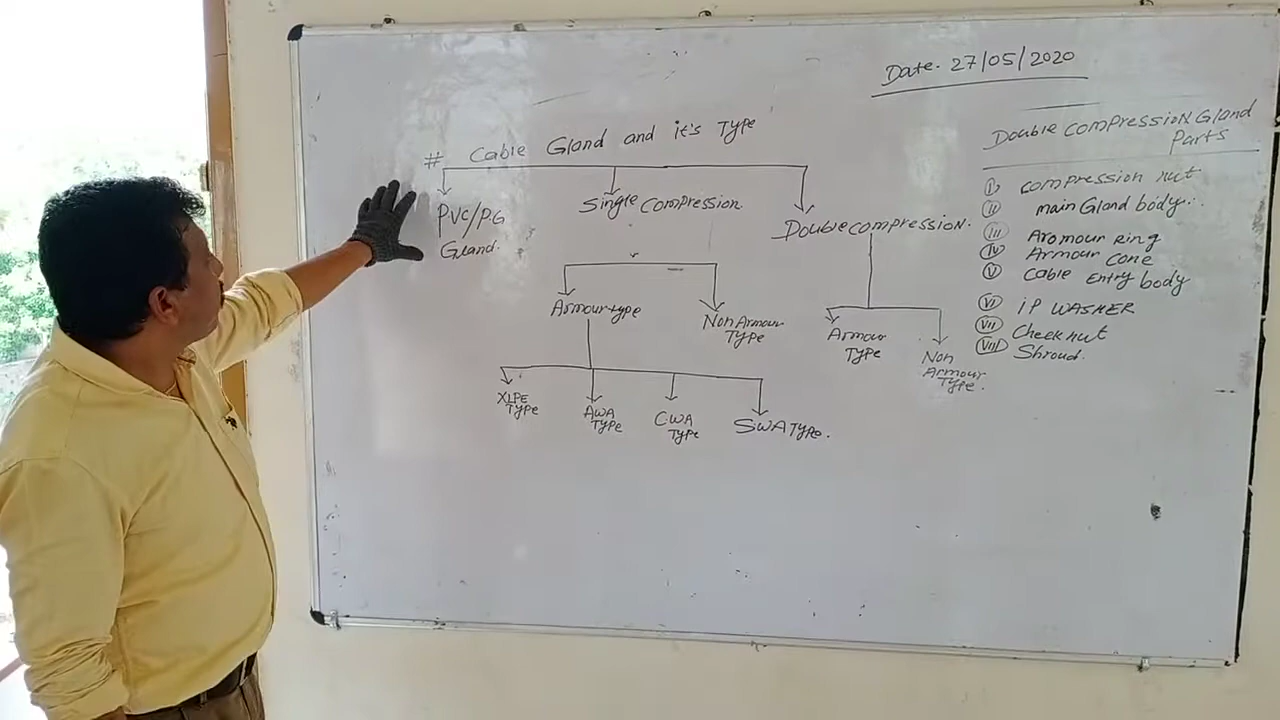 Date. 27/05/2020
# Cable Gland and it's Type
PVC/PG
Gland.
Single Compression
Double compression.
Armour type
Non Armour
Type
Armour
Type
Non
Armour
Type.
XLPE
Type
AWA
Type
CWA
Type
SWA Type.
Double Compression Gland
Parts
I compression nut
II main Gland body..
III Aromour Ring
IV Armour cone
V Cable Entry body
VI IP WASHER
VII Check nut
VIII Shroud.